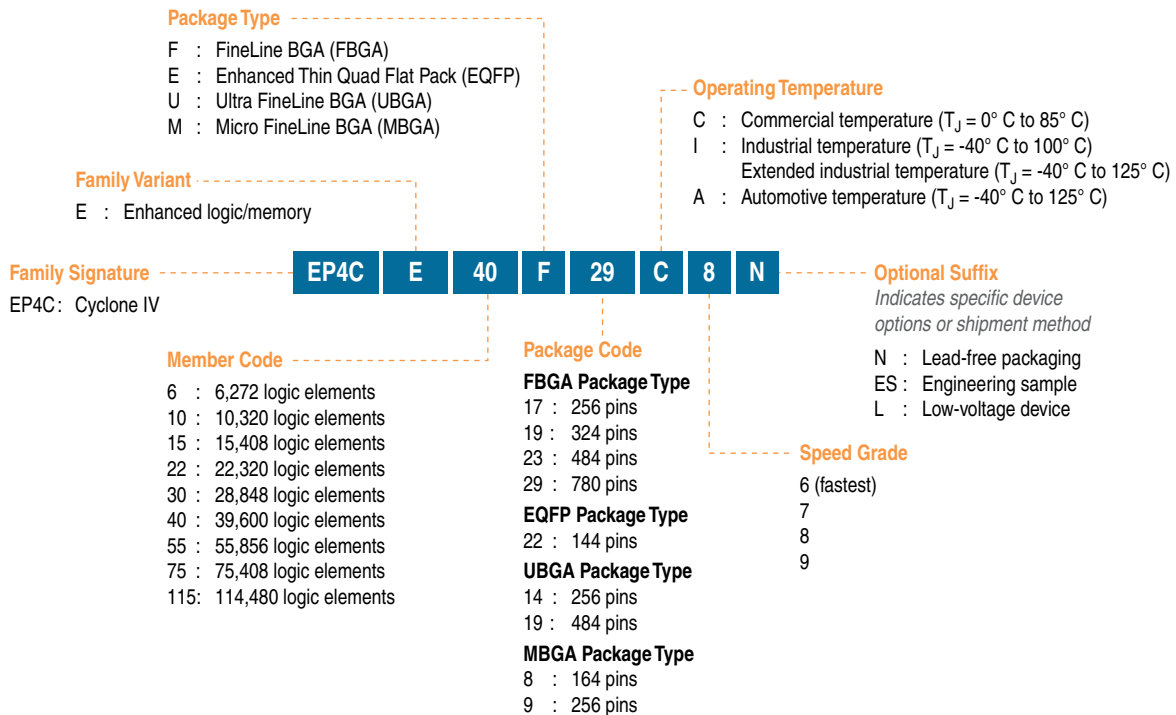 Package Type
F : FineLine BGA (FBGA)
E : Enhanced Thin Quad Flat Pack (EQFP)
U : Ultra FineLine BGA (UBGA)
M : Micro FineLine BGA (MBGA)
Operating Temperature
C : Commercial temperature (TJ = 0° C to 85° C)
I : Industrial temperature (TJ = -40° C to 100° C)
Extended industrial temperature (TJ = -40° C to 125° C)
A : Automotive temperature (TJ = -40° C to 125° C)
Family Variant
E : Enhanced logic/memory
Family Signature
EP4C : Cyclone IV
EP4C E 40 F 29 C 8 N
Optional Suffix
Indicates specific device
options or shipment method
N : Lead-free packaging
ES : Engineering sample
L : Low-voltage device
Member Code
6 : 6,272 logic elements
10 : 10,320 logic elements
15 : 15,408 logic elements
22 : 22,320 logic elements
30 : 28,848 logic elements
40 : 39,600 logic elements
55 : 55,856 logic elements
75 : 75,408 logic elements
115: 114,480 logic elements
Package Code
FBGA Package Type
17 : 256 pins
19 : 324 pins
23 : 484 pins
29 : 780 pins
EQFP Package Type
22 : 144 pins
UBGA Package Type
14 : 256 pins
19 : 484 pins
MBGA Package Type
8 : 164 pins
9 : 256 pins
Speed Grade
6 (fastest)
7
8
9